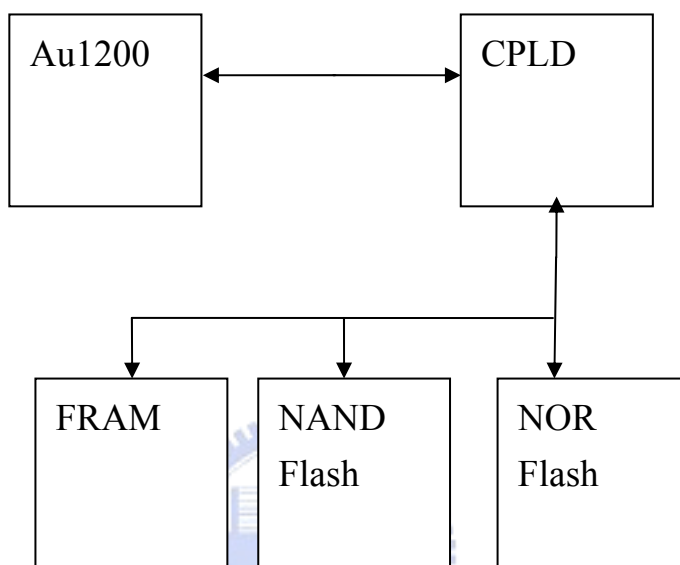 Au1200
CPLD
FRAM
NAND
Flash
NOR
Flash